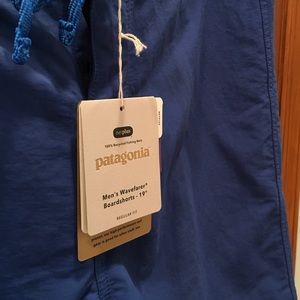 netplus
100% Recycled Fishing Nets
patagonia
Men's Wavefarer®
Boardshorts - 19"
REGULAR FIT